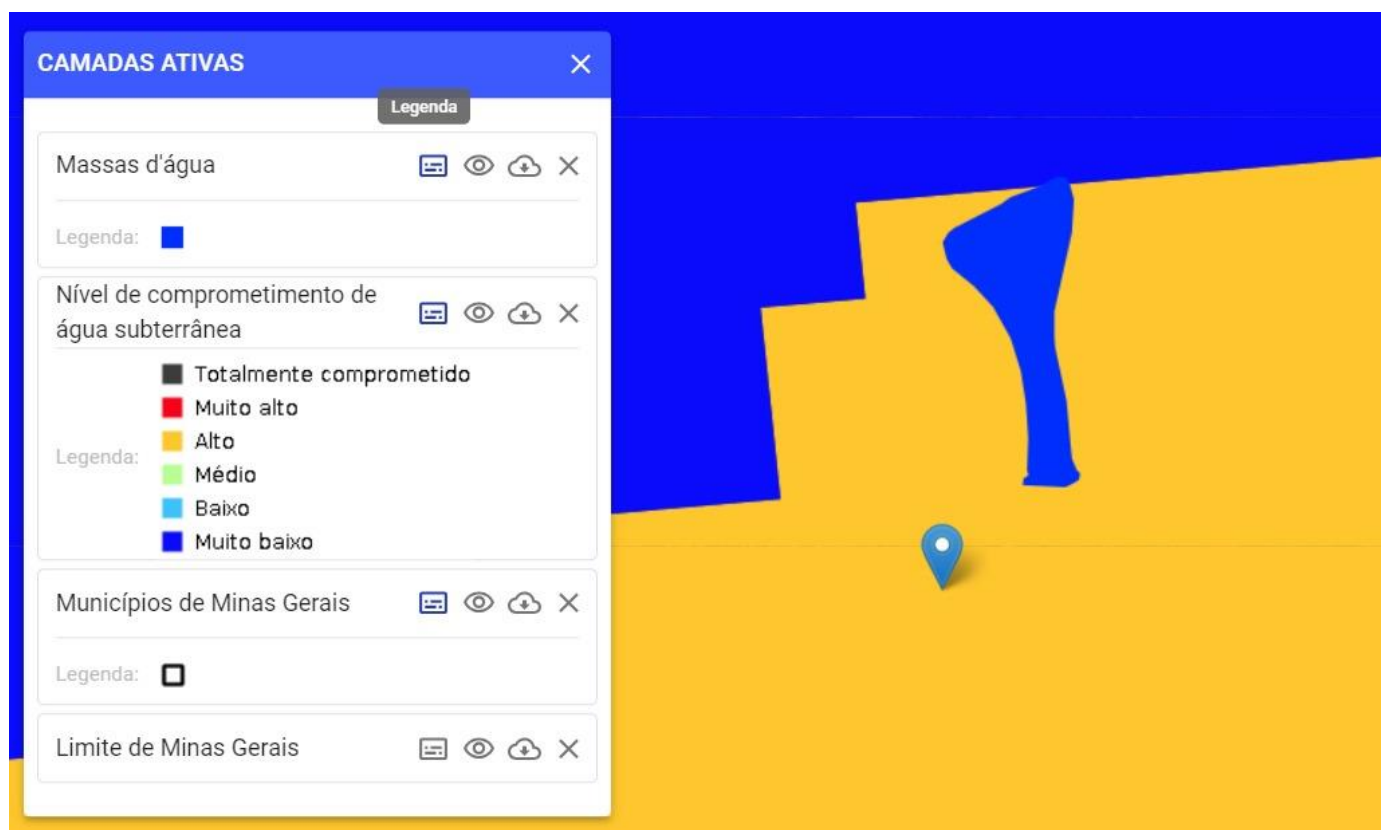 CAMADAS ATIVAS
Legenda
Massas d'água
Legenda:
Nível de comprometimento de
água subterrânea
Legenda:
Totalmente comprometido
Muito alto
Alto
Médio
Baixo
Muito baixo
Municípios de Minas Gerais
Legenda:
Limite de Minas Gerais